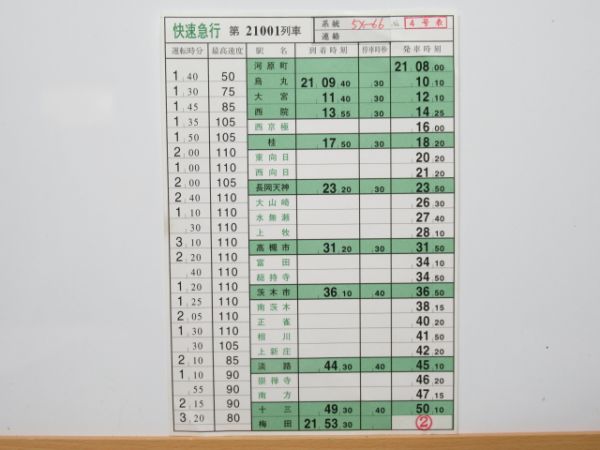 快速急行 第 21001列車 系統 5X-66 № 4号表
連絡
運転時分 最高速度 駅名 到着時刻 停車時秒 発車時刻
河原町 21 08 00
1 40 50 烏丸 21 09 40 30 10 10
1 30 75 大宮 11 40 30 12 10
1 45 85 西院 13 55 30 14 25
1 35 105 西京極 16 00
1 50 105 桂 17 50 30 18 20
2 00 110 東向日 20 20
1 00 110 西向日 21 20
2 00 105 長岡天神 23 20 30 23 50
2 40 110 大山崎 26 30
1 10 110 水無瀬 27 40
30 110 上牧 28 10
3 10 110 高槻市 31 20 30 31 50
2 20 110 富田 34 10
40 110 総持寺 34 50
1 20 110 茨木市 36 10 40 36 50
1 25 110 南茨木 38 15
2 05 110 正雀 40 20
1 30 110 相川 41 50
30 105 上新庄 42 20
2 10 85 淡路 44 30 40 45 10
1 10 90 崇禅寺 46 20
55 90 南方 47 15
2 15 90 十三 49 30 40 50 10
3 20 80 梅田 21 53 30 ②